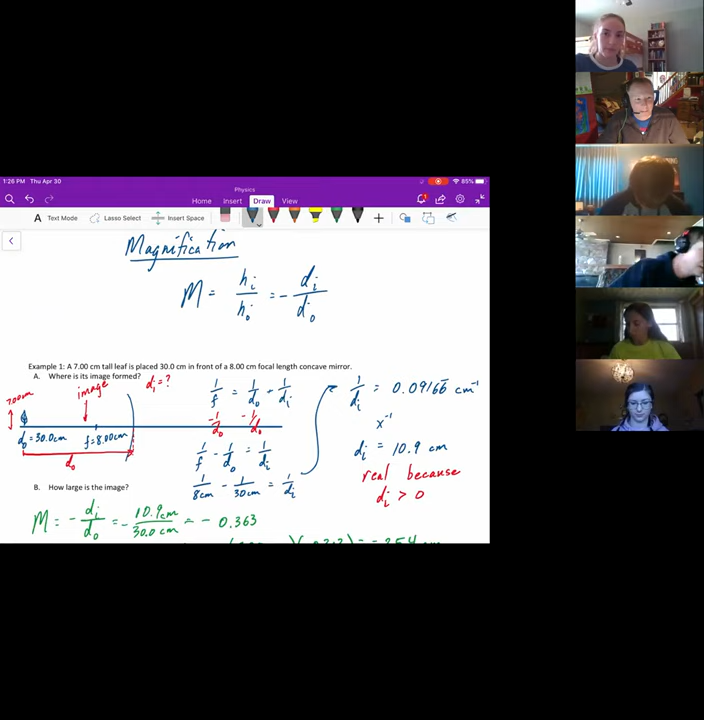 1:26 PM Thu Apr 30
85%
Physics
Home Insert Draw View
A Text Mode Lasso Select Insert Space
Magnification
M = hᵢ/hₒ = - dᵢ/dₒ
Example 1: A 7.00 cm tall leaf is placed 30.0 cm in front of a 8.00 cm focal length concave mirror.
A. Where is its image formed?
dᵢ = ?
7.00cm
image
dₒ = 30.0cm
f = 8.00cm
dₒ
1/f = 1/dₒ + 1/dᵢ
-1/dₒ -1/dₒ
1/f - 1/dₒ = 1/dᵢ
1/8cm - 1/30cm = 1/dᵢ
1/dᵢ = 0.09166̅ cm⁻¹
x⁻¹
dᵢ = 10.9 cm
real because
dᵢ > 0
B. How large is the image?
M = - dᵢ/dₒ = - 10.9cm/30.0cm = - 0.363